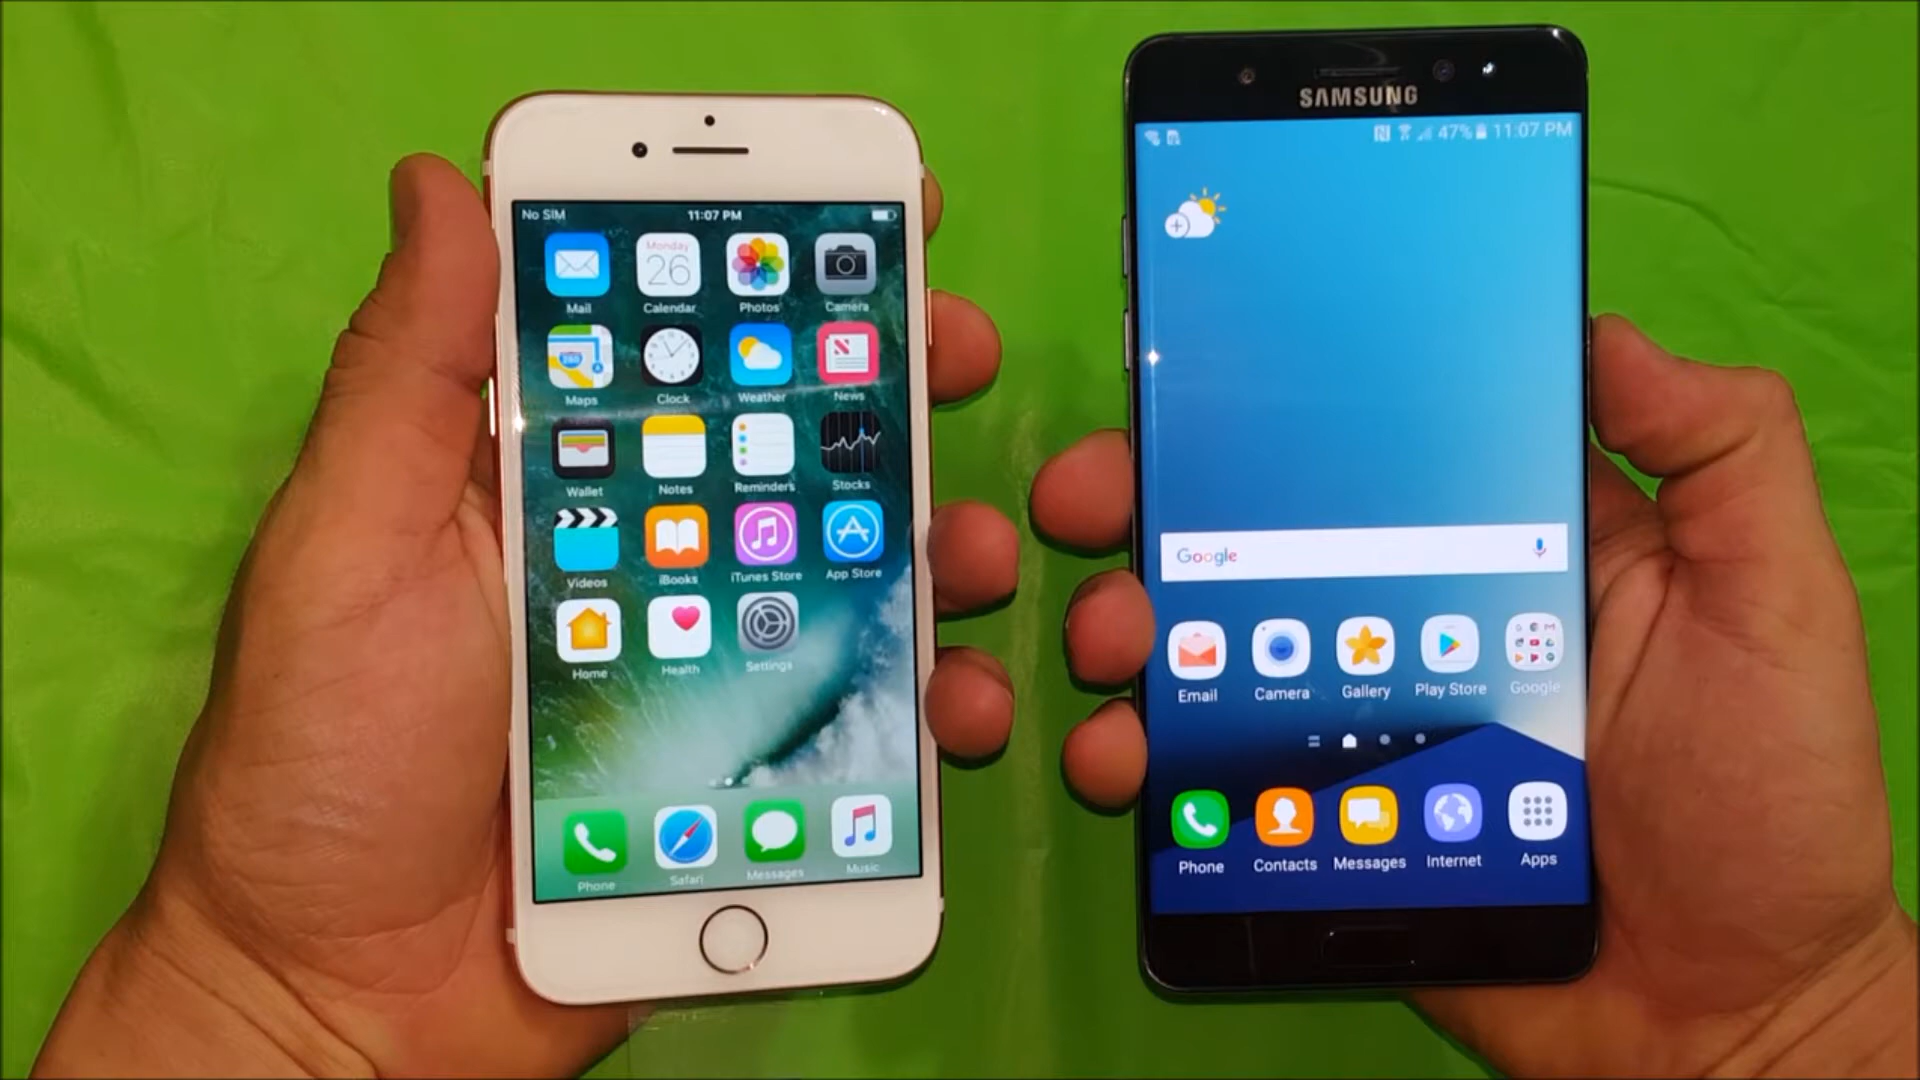 No SIM 11:07 PM
Monday
26
Mail Calendar Photos Camera
280
Maps Clock Weather News
Wallet Notes Reminders Stocks
Videos iBooks iTunes Store App Store
Home Health Settings
Phone Safari Messages Music
SAMSUNG
47% 11:07 PM
Google
Email Camera Gallery Play Store Google
Phone Contacts Messages Internet Apps